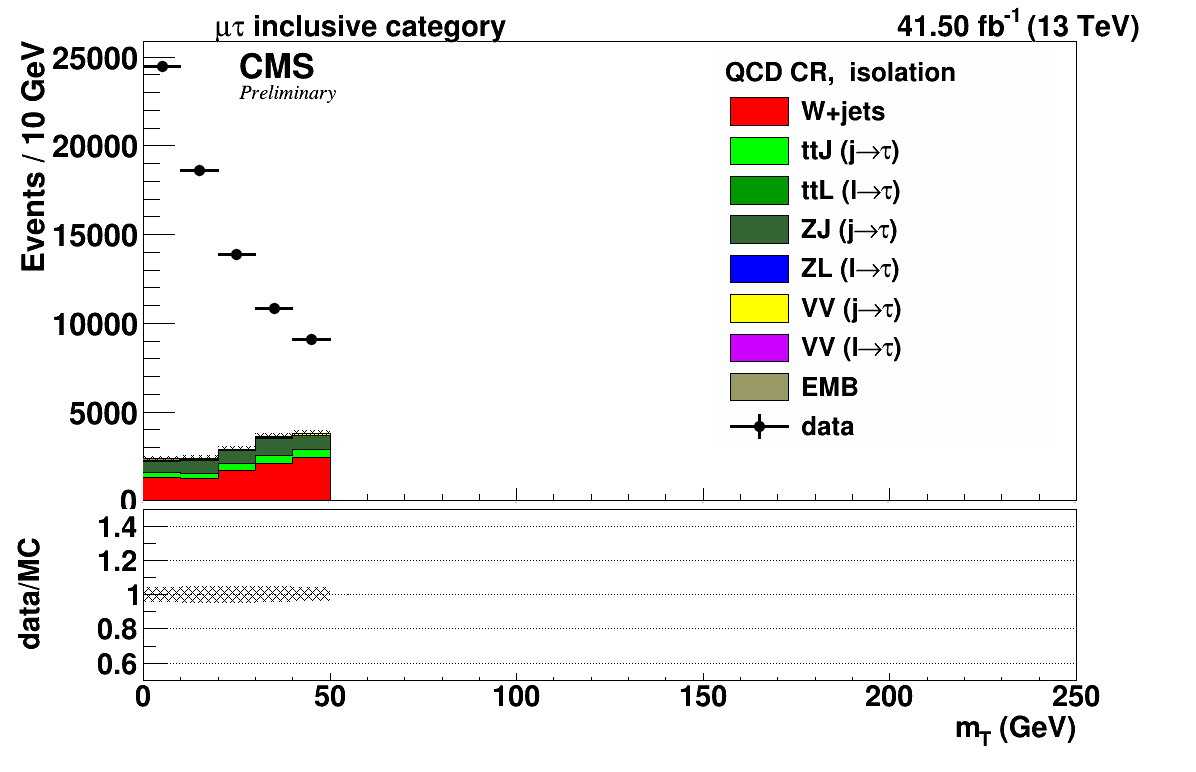 μτ inclusive category
41.50 fb-1 (13 TeV)
CMS
Preliminary
Events / 10 GeV
25000
20000
15000
10000
5000
0
QCD CR, isolation
W+jets
ttJ (j→τ)
ttL (l→τ)
ZJ (j→τ)
ZL (l→τ)
VV (j→τ)
VV (l→τ)
EMB
data
data/MC
1.4
1.2
1
0.8
0.6
0 50 100 150 200 250
mT (GeV)